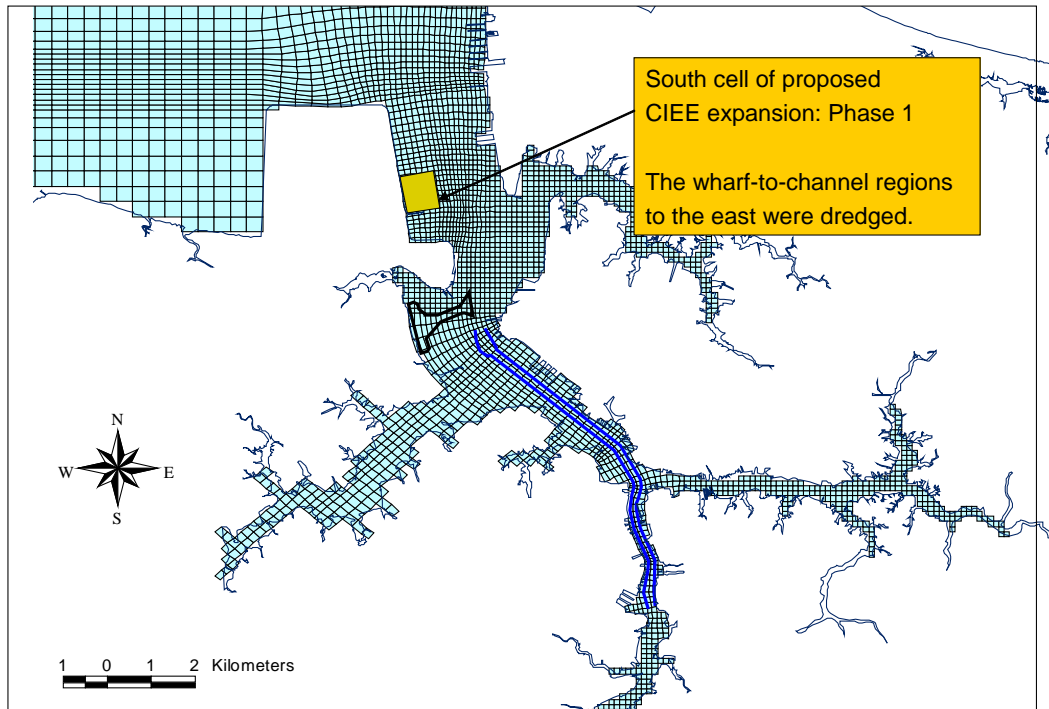 South cell of proposed
CIEE expansion: Phase 1
The wharf-to-channel regions
to the east were dredged.
N
W E
S
1 0 1 2 Kilometers